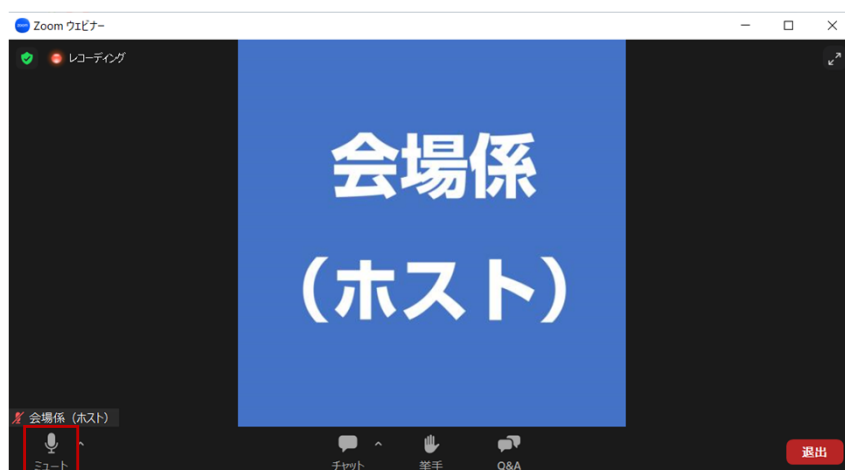 zoom Zoom ウェビナー
レコーディング
会場係
（ホスト）
会場係（ホスト）
ミュート
チャット
挙手
Q&A
退出